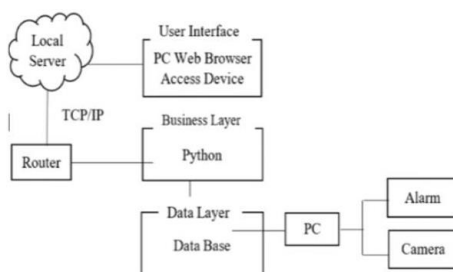 Local
Server
User Interface
PC Web Browser
Access Device
TCP/IP
Business Layer
Python
Router
Data Layer
Data Base
PC
Alarm
Camera